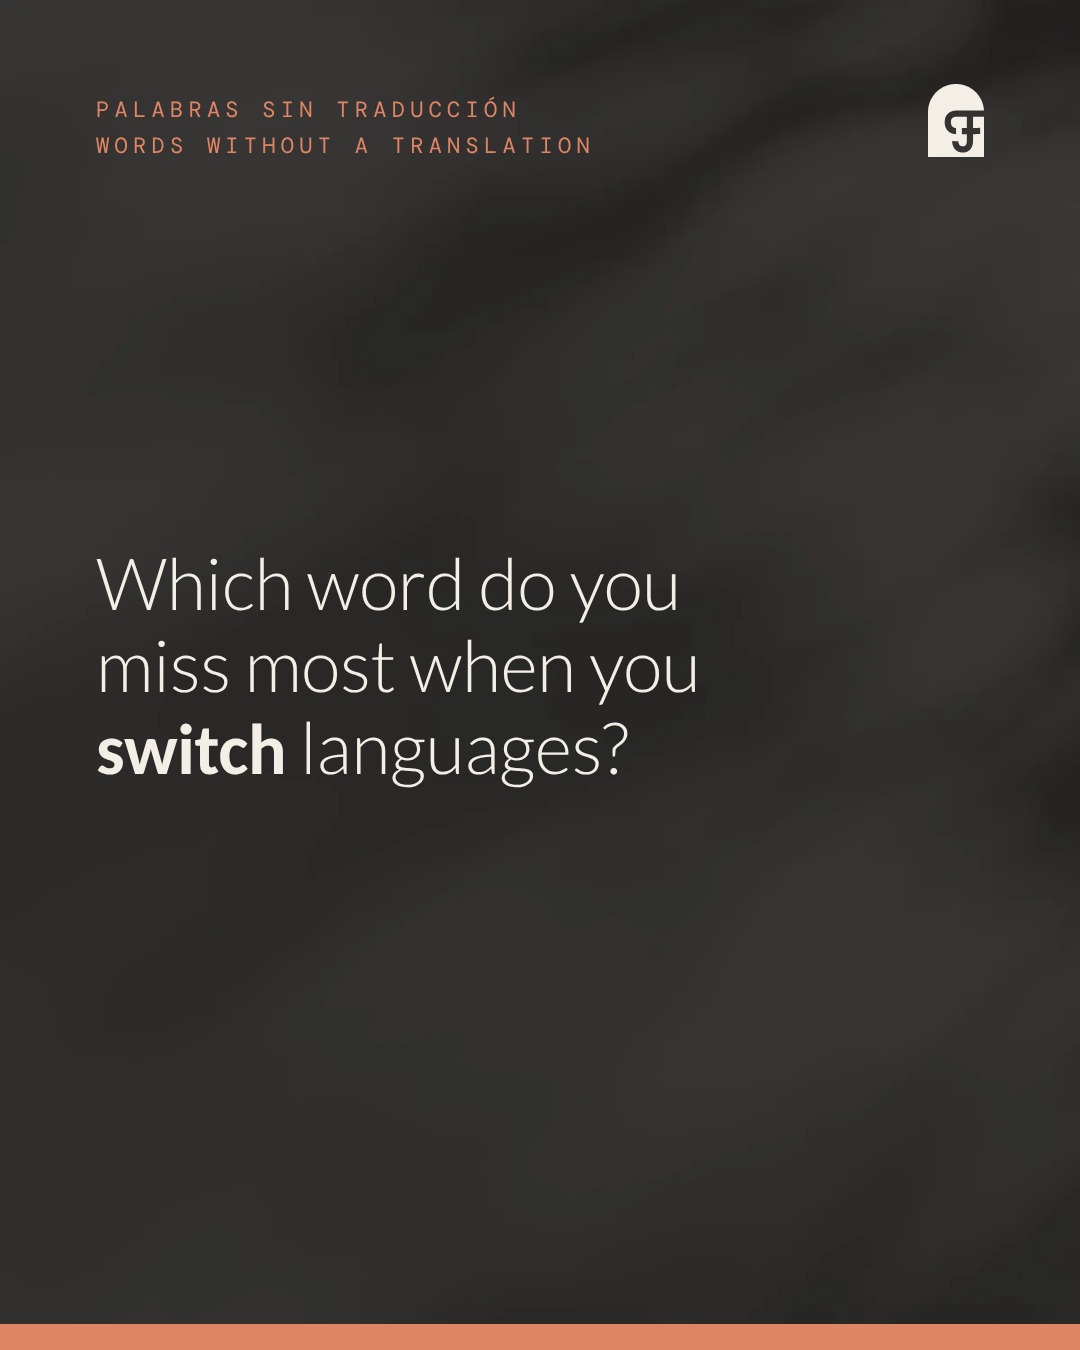 PALABRAS SIN TRADUCCIÓN
WORDS WITHOUT A TRANSLATION
Which word do you
miss most when you
switch languages?